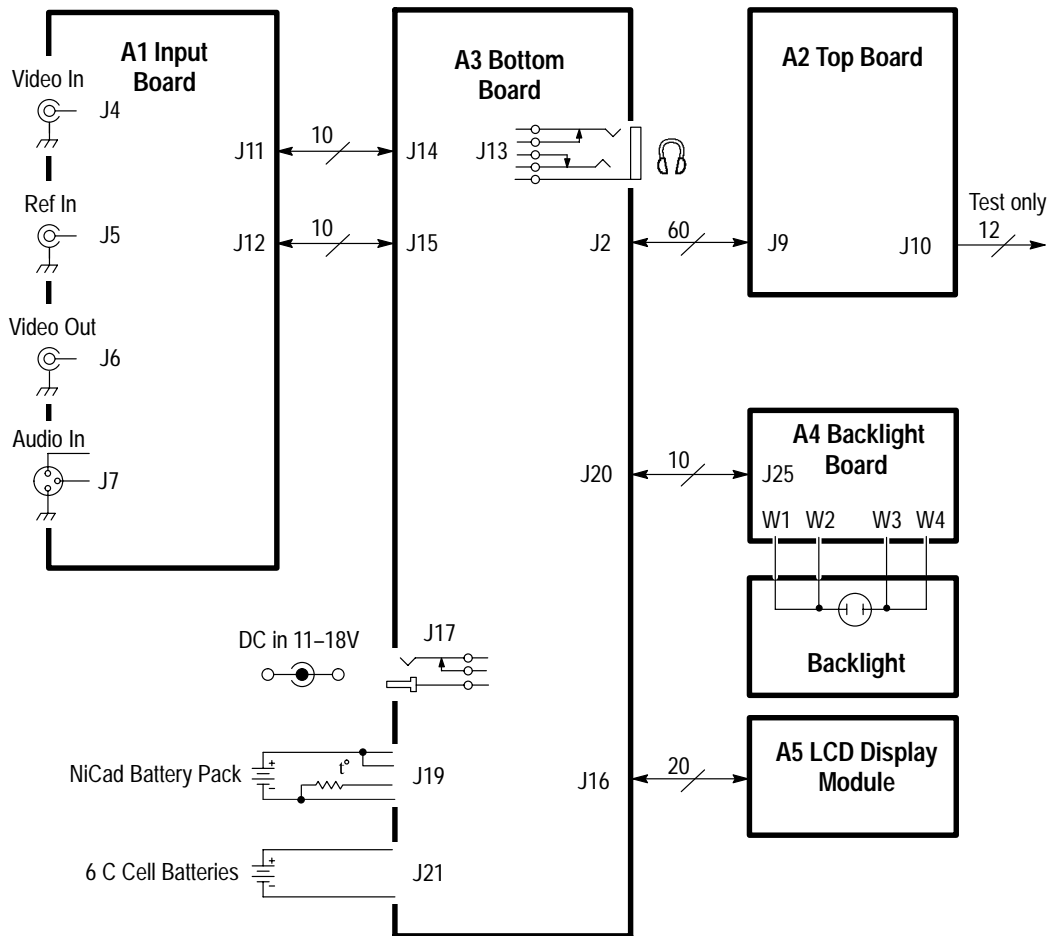 A1 Input
Board
A3 Bottom
Board
A2 Top Board
Video In
J4
J11
10
J14
J13
Ref In
J5
J12
10
J15
J2
60
J9
J10
Test only
12
Video Out
J6
Audio In
J7
A4 Backlight
Board
J20
10
J25
W1 W2 W3 W4
Backlight
DC in 11–18V
J17
NiCad Battery Pack
+
-
t°
J19
J16
20
A5 LCD Display
Module
6 C Cell Batteries
+
-
J21